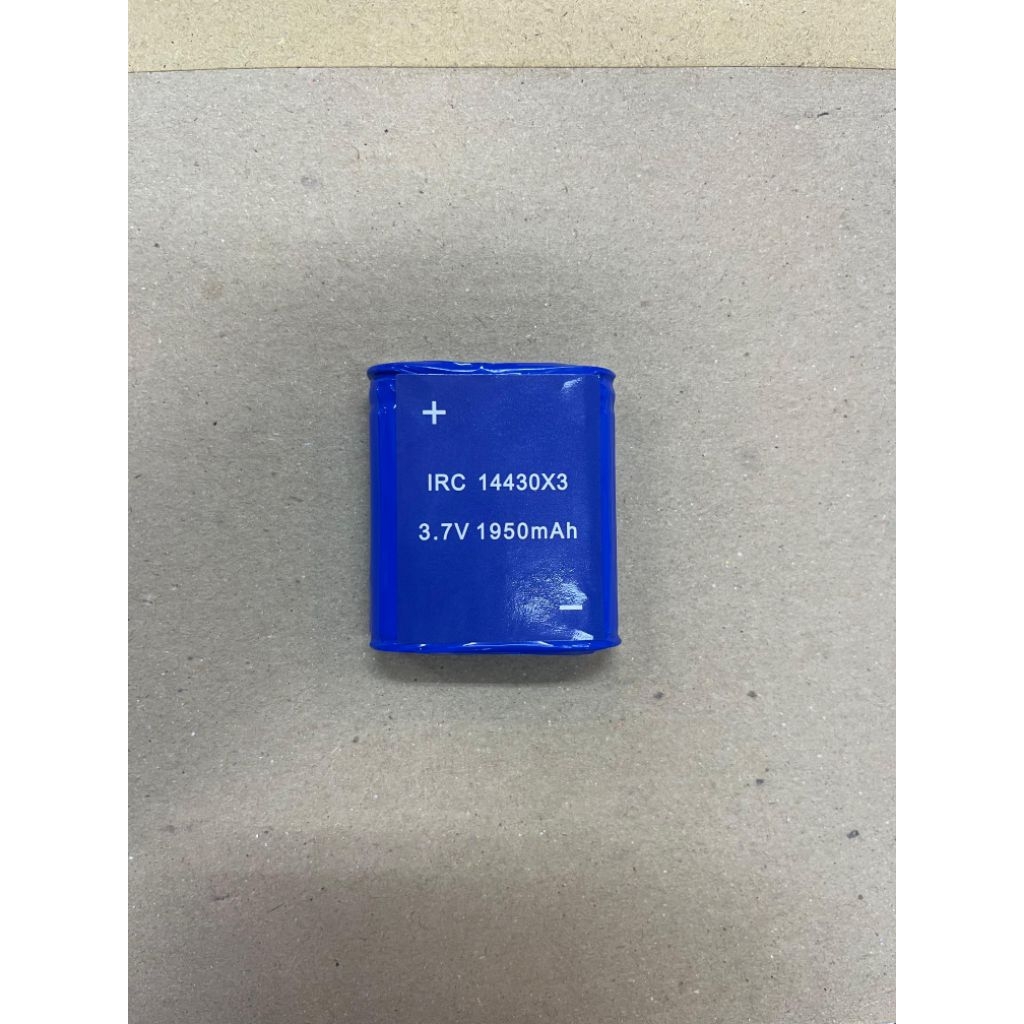 +
IRC 14430X3
3.7V 1950mAh
−